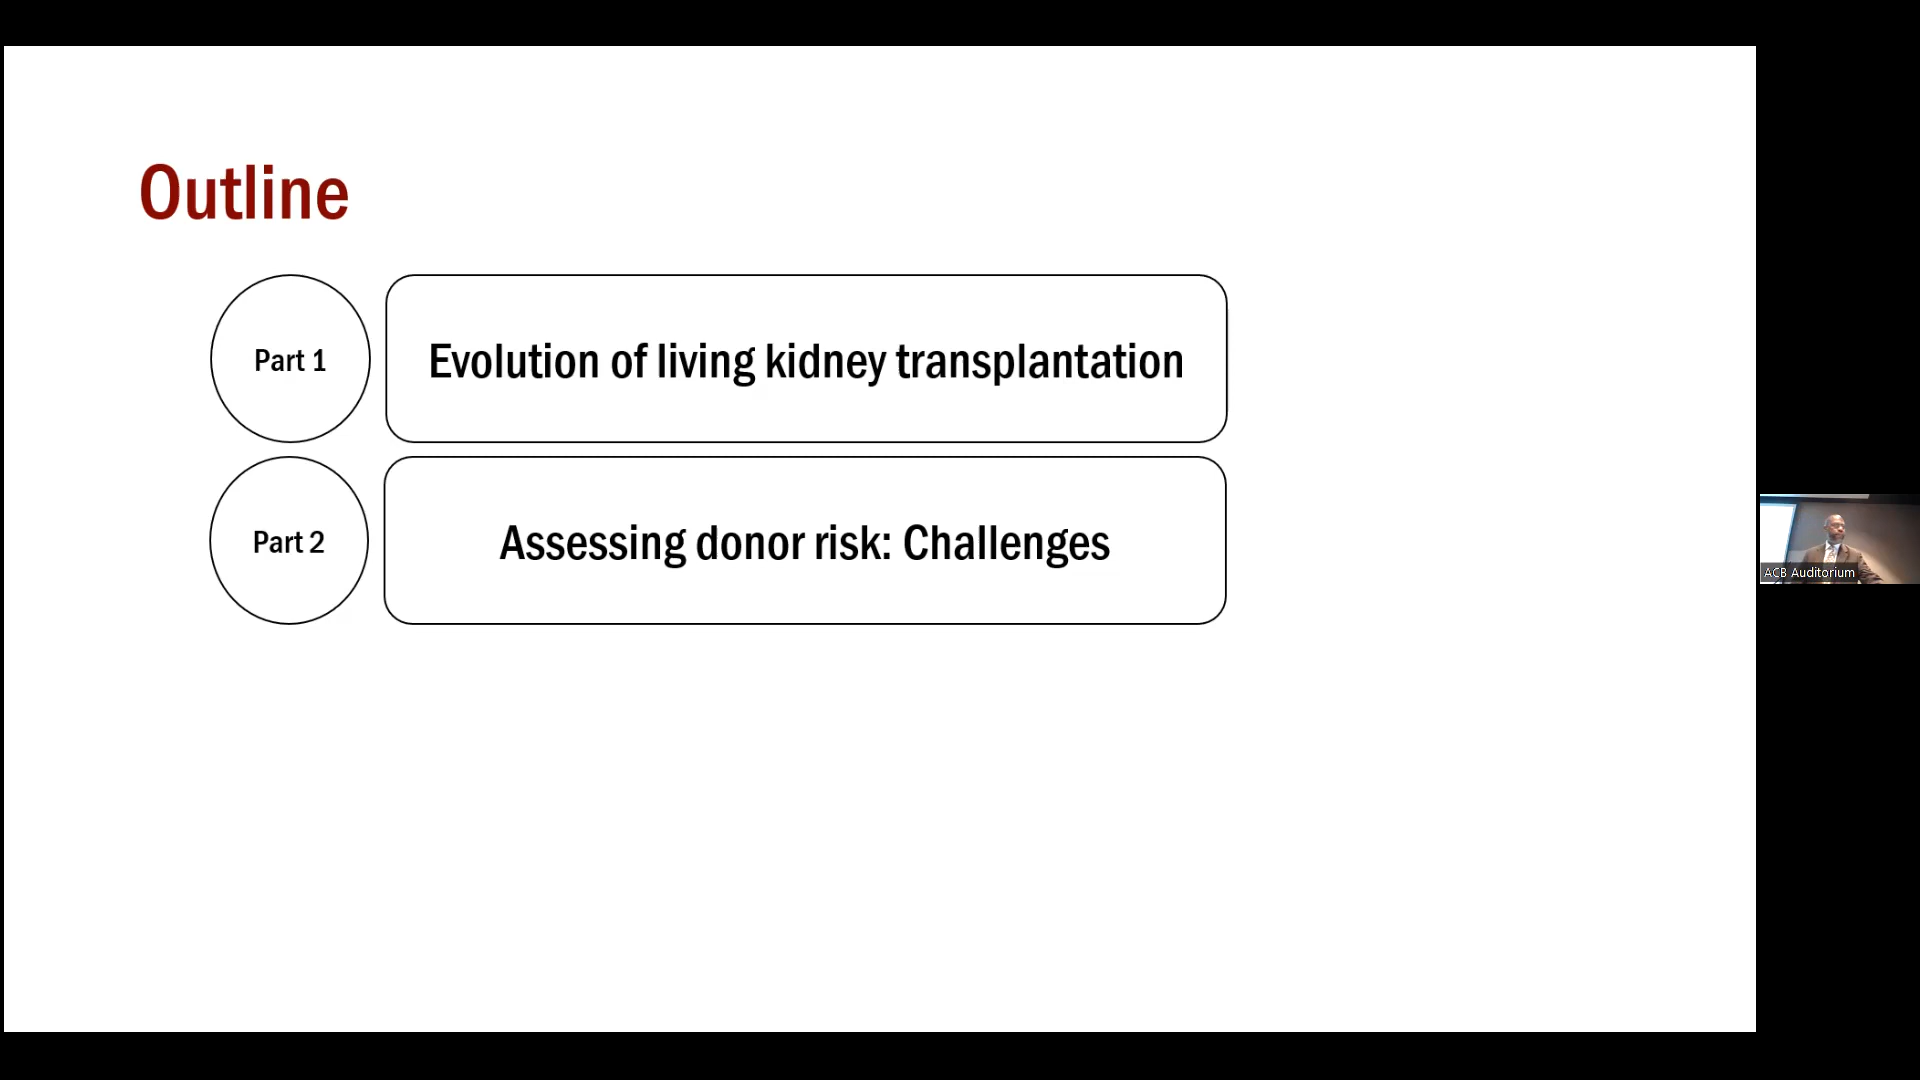 Outline
Part 1
Evolution of living kidney transplantation
Part 2
Assessing donor risk: Challenges
ACB Auditorium